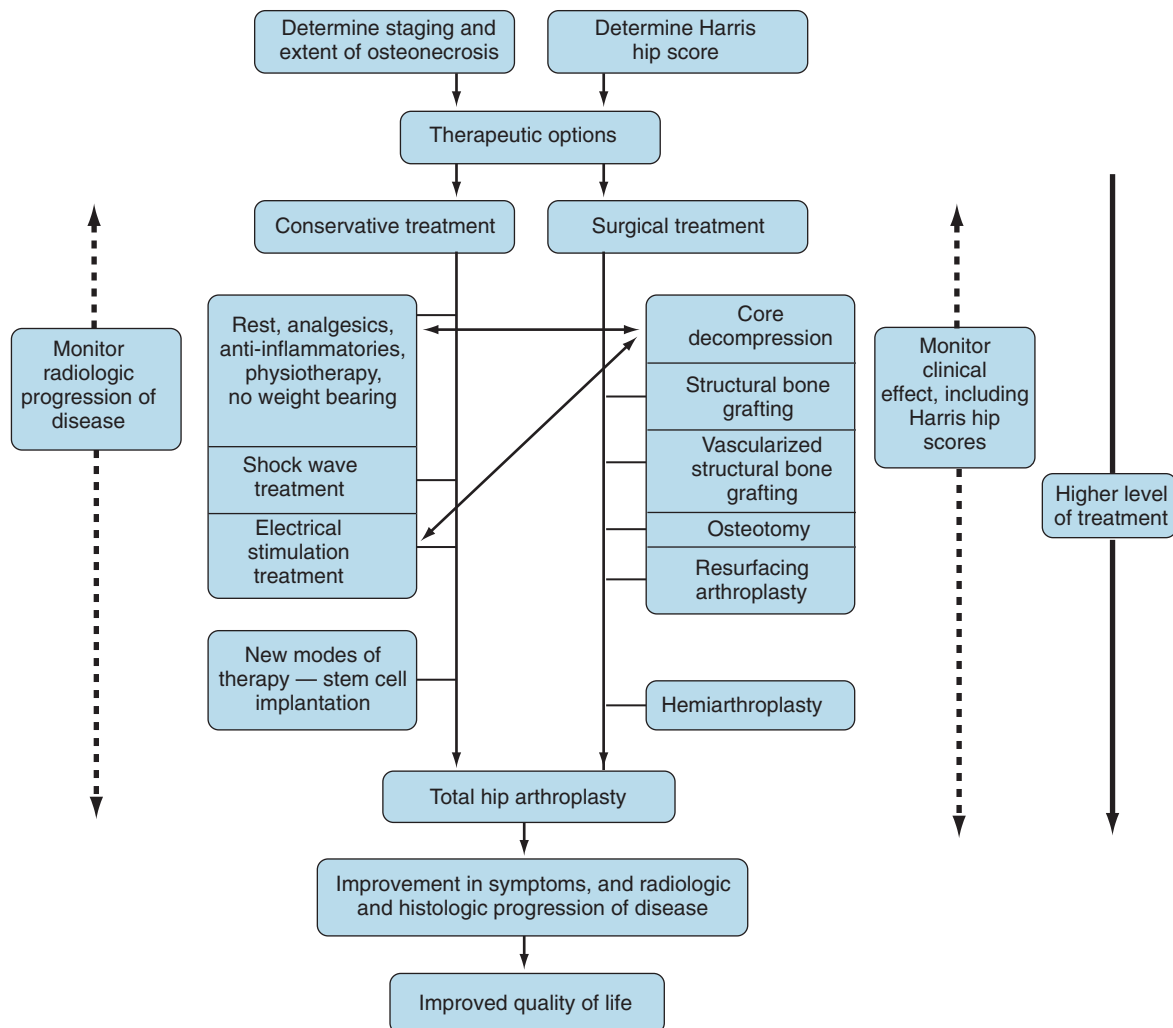 Determine staging and
extent of osteonecrosis
Determine Harris
hip score
Therapeutic options
Conservative treatment
Surgical treatment
Rest, analgesics,
anti-inflammatories,
physiotherapy,
no weight bearing
Shock wave
treatment
Electrical
stimulation
treatment
New modes of
therapy — stem cell
implantation
Core
decompression
Structural bone
grafting
Vascularized
structural bone
grafting
Osteotomy
Resurfacing
arthroplasty
Hemiarthroplasty
Monitor
radiologic
progression of
disease
Monitor
clinical
effect, including
Harris hip
scores
Higher level
of treatment
Total hip arthroplasty
Improvement in symptoms, and radiologic
and histologic progression of disease
Improved quality of life